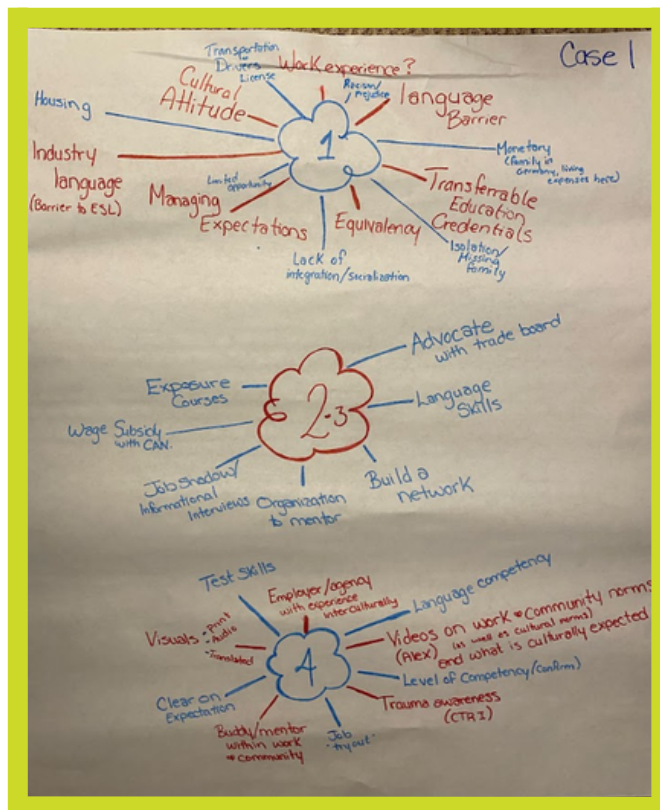 Case 1
Transportation
Drivers
License
Work experience?
Racism/
Prejudice
Cultural
Attitude
language
Barrier
Housing
1
Monetary
(family in
Germany, living
expenses here)
Industry
language
(Barrier to ESL)
Limited
opportunity
Managing
Expectations
Transferrable
Education
Credentials
Equivalency
Isolation/
Missing
family
Lack of
integration/socialization
Advocate
with trade board
Exposure
Courses
2-3
Language
Skills
Wage Subsidy
with CAN.
Job Shadow/
Informational
Interviews
Organization
to mentor
Build a
network
Test Skills
Employer/agency
with experience
interculturally
Language competency
Visuals
• Print
• Audio
• Translated
4
Videos on work + community norms
(Alex) (as well as cultural norms)
and what is culturally expected
Level of Competency (confirm)
Clear on
Expectation
Trauma awareness
(CTRI)
Buddy/mentor
within work
+ community
Job
"tryout"